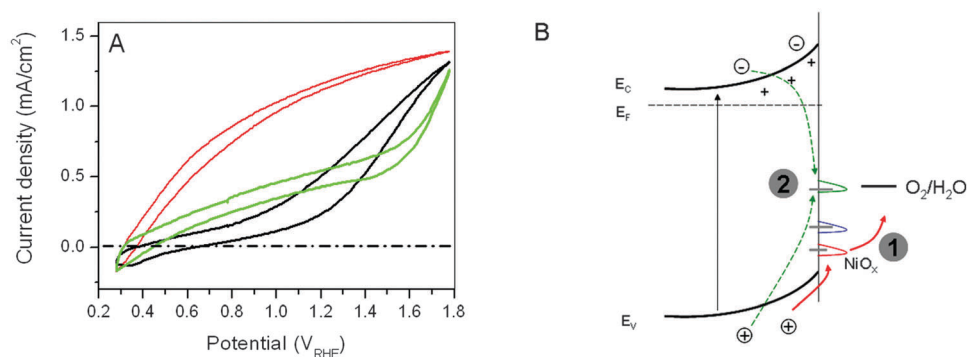 A
Current density (mA/cm²)
1.5
1.0
0.5
0.0
0.2 0.4 0.6 0.8 1.0 1.2 1.4 1.6 1.8
Potential (V_RHE)
B
E_C
E_F
E_V
− −
+ + +
2
O₂/H₂O
1
NiOₓ
+ +